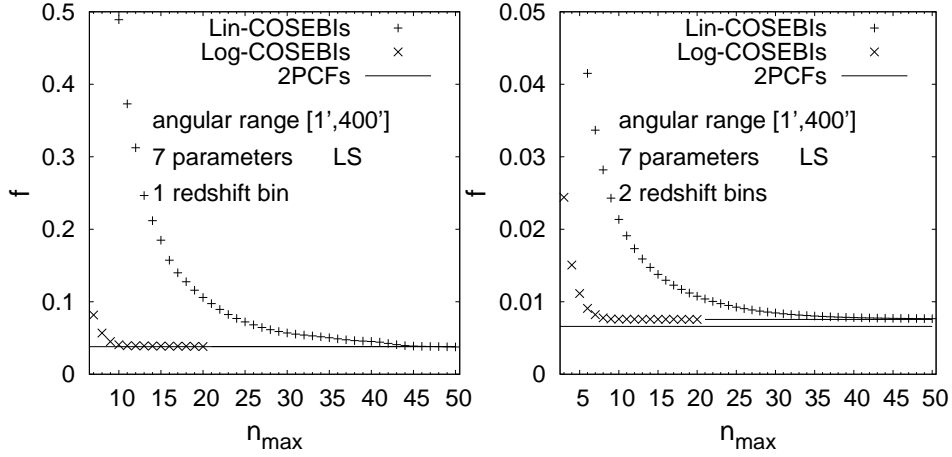 0.5
0.4
0.3
0.2
0.1
0
f
Lin-COSEBIs
Log-COSEBIs
2PCFs
angular range [1',400']
7 parameters LS
1 redshift bin
10 15 20 25 30 35 40 45 50
n_max
0.05
0.04
0.03
0.02
0.01
0
f
Lin-COSEBIs
Log-COSEBIs
2PCFs
angular range [1',400']
7 parameters LS
2 redshift bins
5 10 15 20 25 30 35 40 45 50
n_max